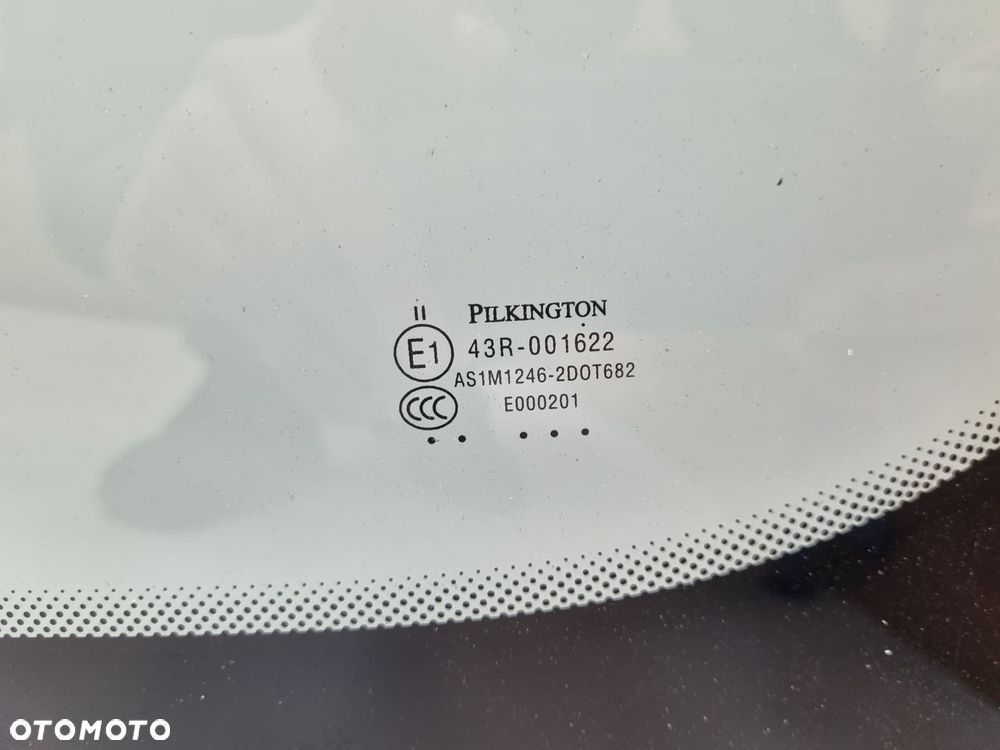 II PILKINGTON
E1 43R-001622
AS1M1246-2DOT682
CCC E000201
OTOMOTO